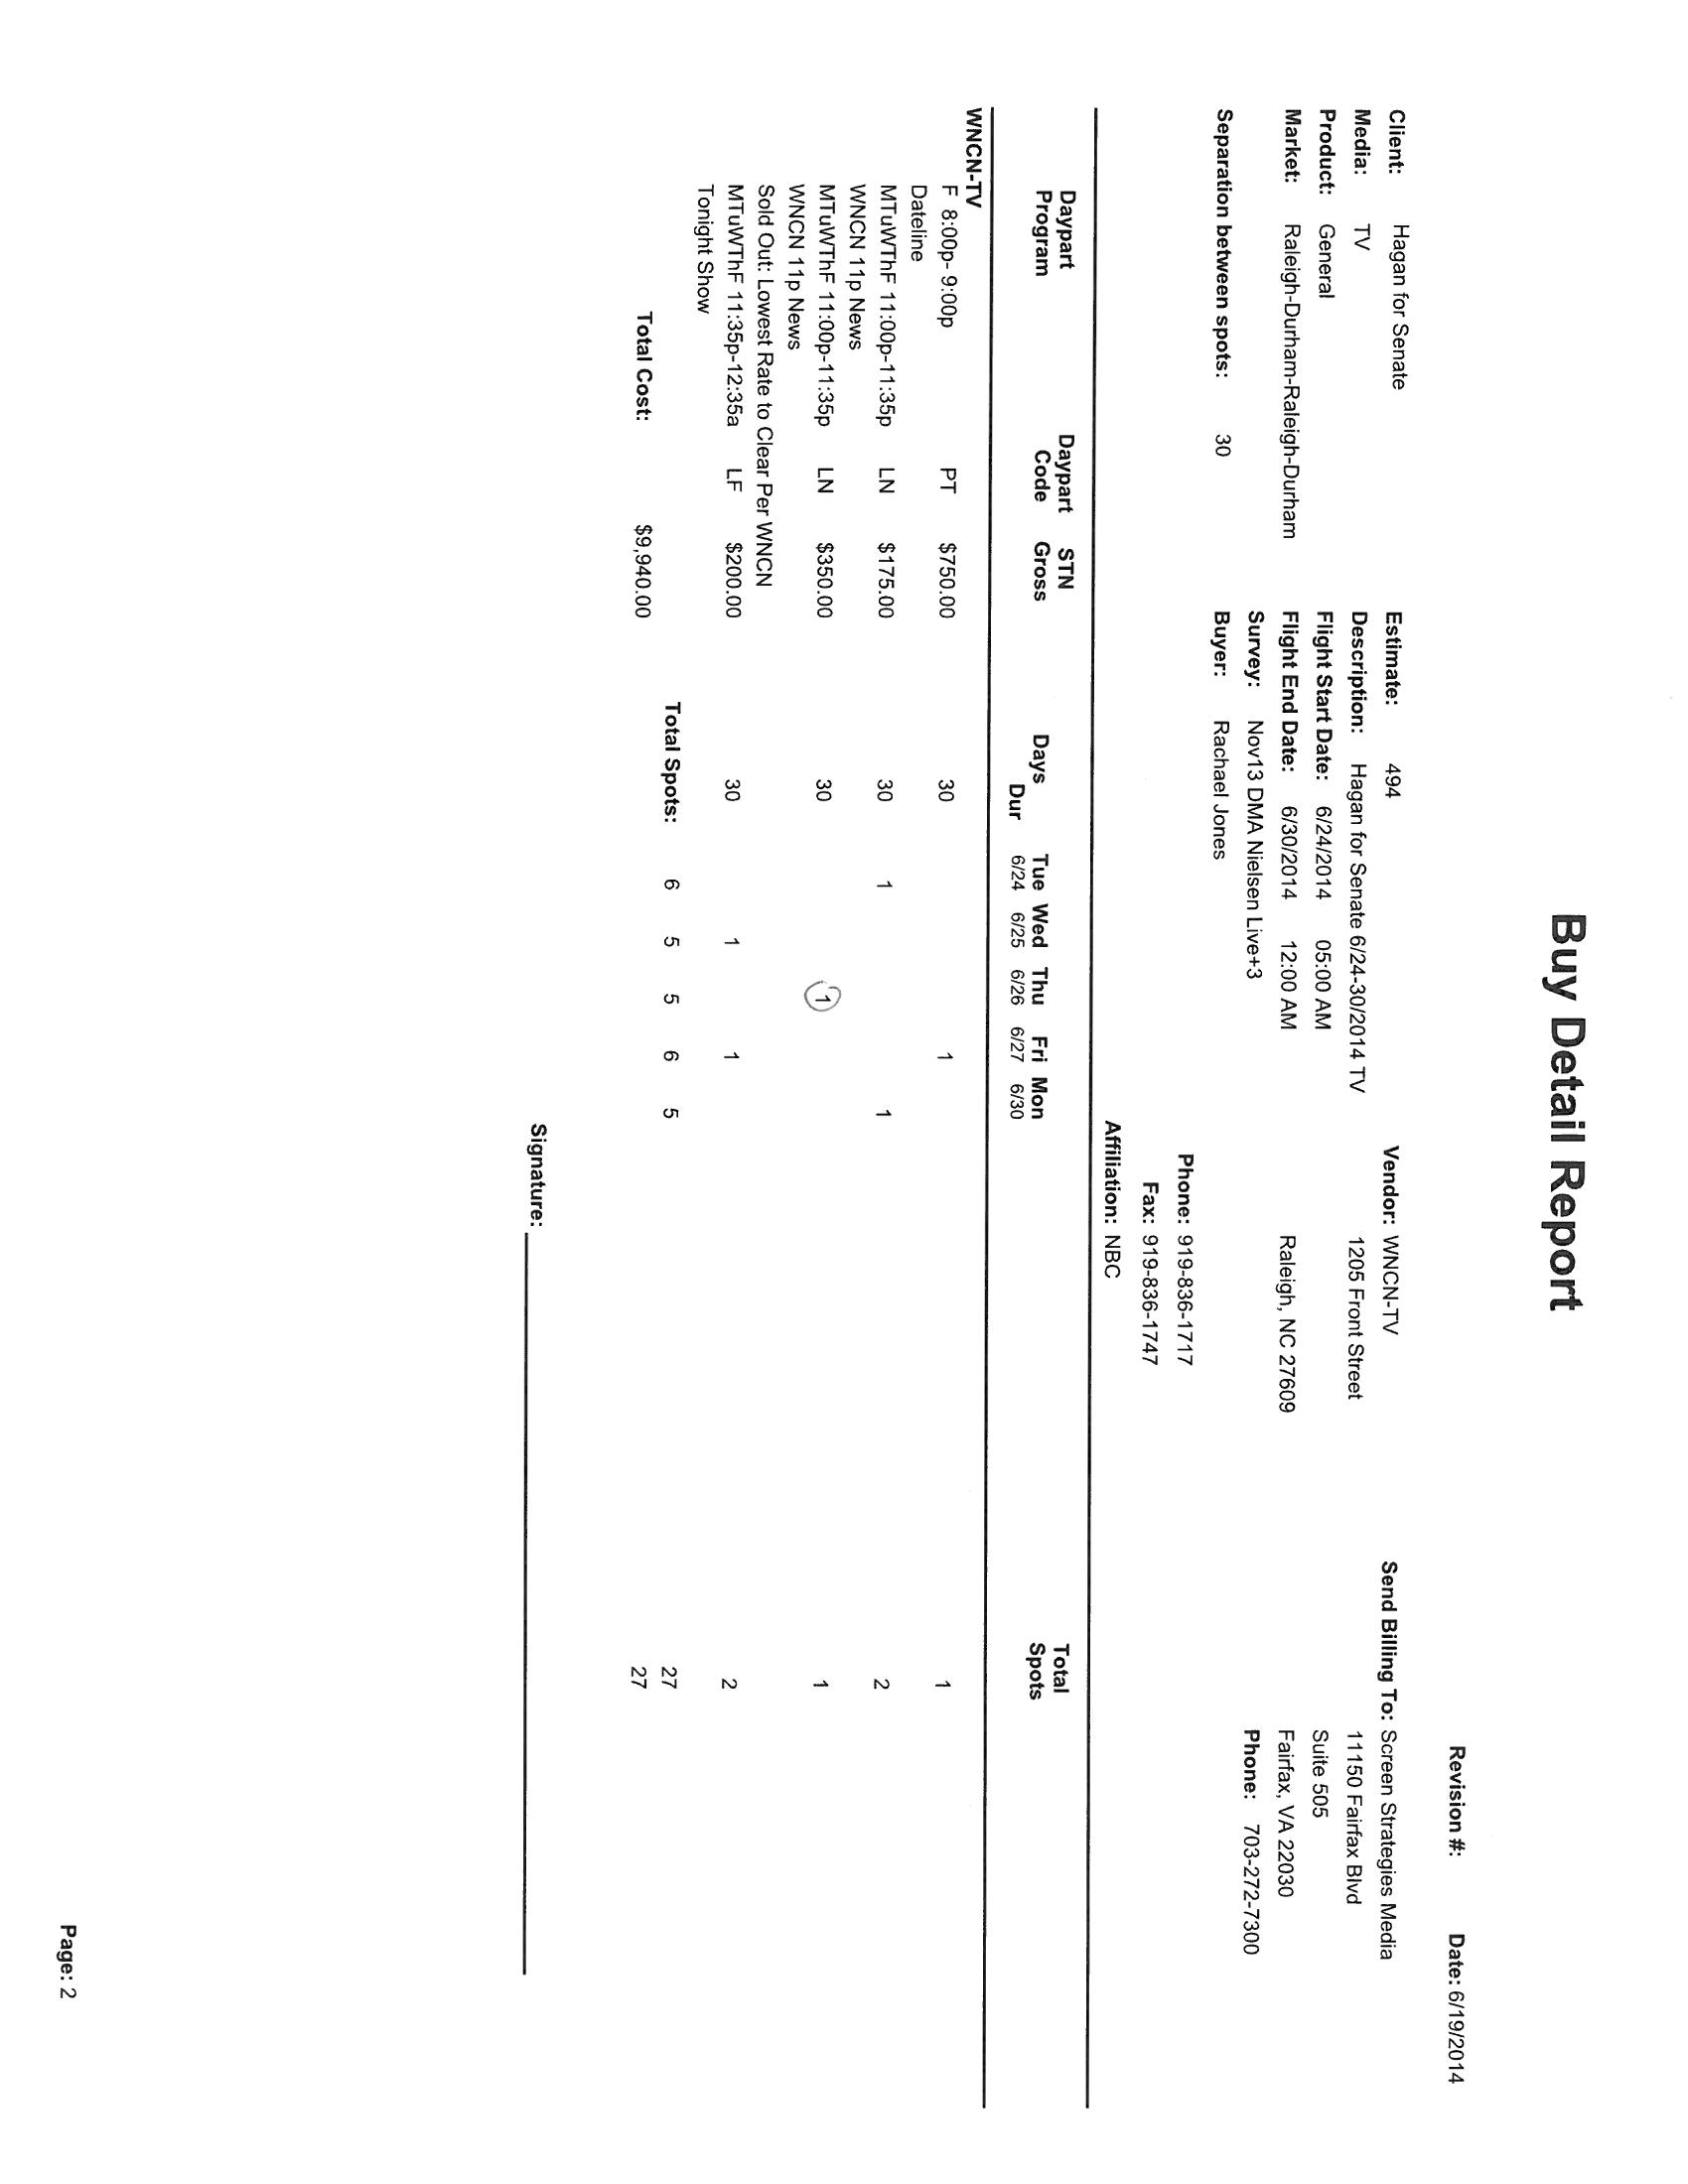 Buy Detail Report
Revision #: Date: 6/19/2014
Client: Hagan for Senate Estimate: 494 Vendor: WNCN-TV Send Billing To: Screen Strategies Media
Media: TV Description: Hagan for Senate 6/24-30/2014 TV 1205 Front Street 11150 Fairfax Blvd
Product: General Flight Start Date: 6/24/2014 05:00 AM Suite 505
Market: Raleigh-Durham-Raleigh-Durham Flight End Date: 6/30/2014 12:00 AM Raleigh, NC 27609 Fairfax, VA 22030
Survey: Nov13 DMA Nielsen Live+3 Phone: 703-272-7300
Separation between spots: 30 Buyer: Rachael Jones
Phone: 919-836-1717
Fax: 919-836-1747
Affiliation: NBC
Daypart Daypart STN Total
Program Code Gross Days Tue Wed Thu Fri Mon Spots
Dur 6/24 6/25 6/26 6/27 6/30
WNCN-TV
F 8:00p- 9:00p PT $750.00 30 1 1
Dateline
MTuWThF 11:00p-11:35p LN $175.00 30 1 1 2
WNCN 11p News
MTuWThF 11:00p-11:35p LN $350.00 30 1 1
WNCN 11p News
Sold Out: Lowest Rate to Clear Per WNCN
MTuWThF 11:35p-12:35a LF $200.00 30 1 1 2
Tonight Show
Total Spots: 6 5 5 6 5 27
Total Cost: $9,940.00 27
Signature:
Page: 2